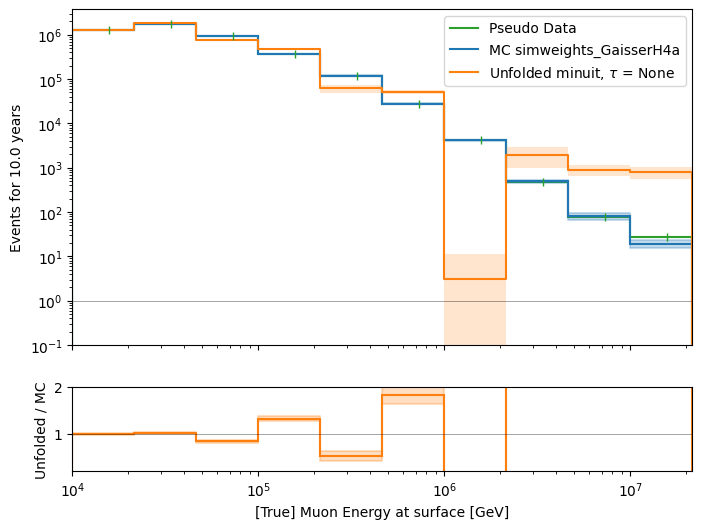 Pseudo Data
MC simweights_GaisserH4a
Unfolded minuit, τ = None
Events for 10.0 years
10⁶
10⁵
10⁴
10³
10²
10¹
10⁰
10⁻¹
Unfolded / MC
2
1
10⁴ 10⁵ 10⁶ 10⁷
[True] Muon Energy at surface [GeV]